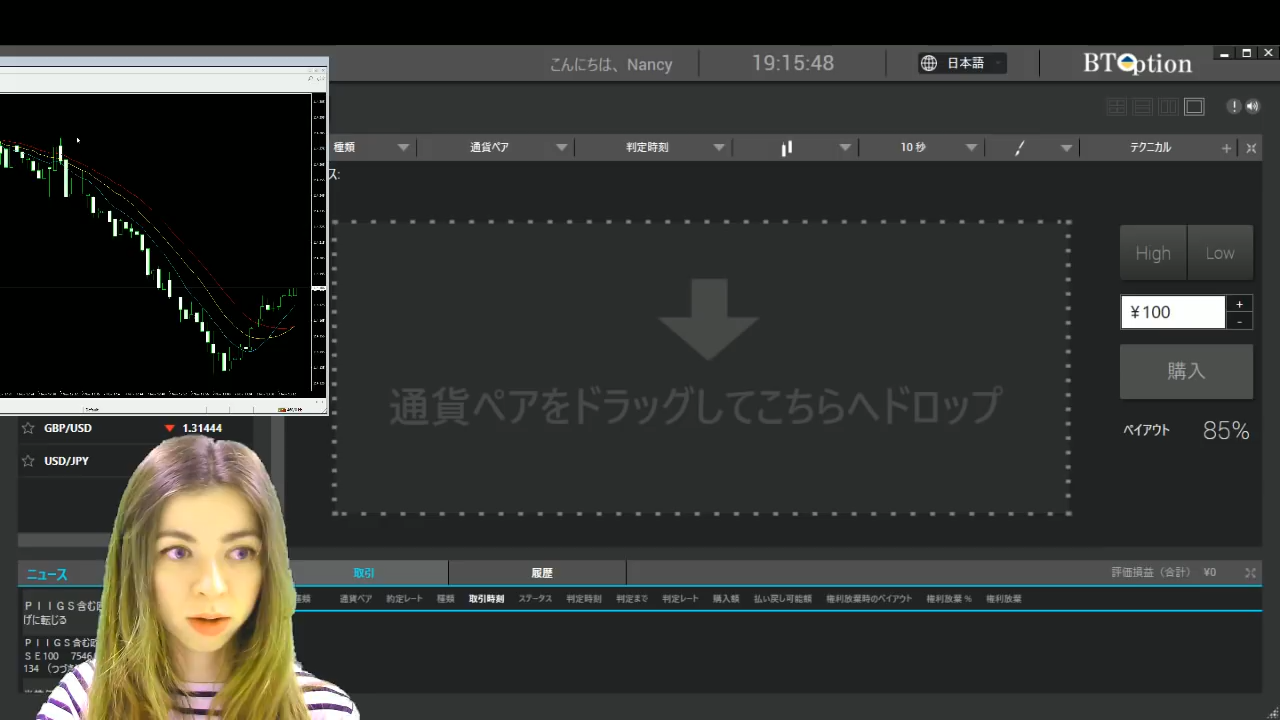 こんにちは、Nancy
19:15:48
日本語
BTOption
種類
通貨ペア
判定時刻
10 秒
テクニカル
ス:
High
Low
¥100
+
-
通貨ペアをドラッグしてこちらへドロップ
購入
ペイアウト 85%
GBP/USD 1.31444
USD/JPY
ニュース
取引
履歴
評価損益（合計） ¥0
通貨ペア 約定レート 種類 取引時刻 ステータス 判定時刻 判定まで 判定レート 購入額 払い戻し可能額 権利放棄時のペイアウト 権利放棄 % 権利放棄
ＰＩＩＧＳ含む
げに転じる
ＰＩＩＧＳ含む
ＳＥ100 7546
134 （つづ